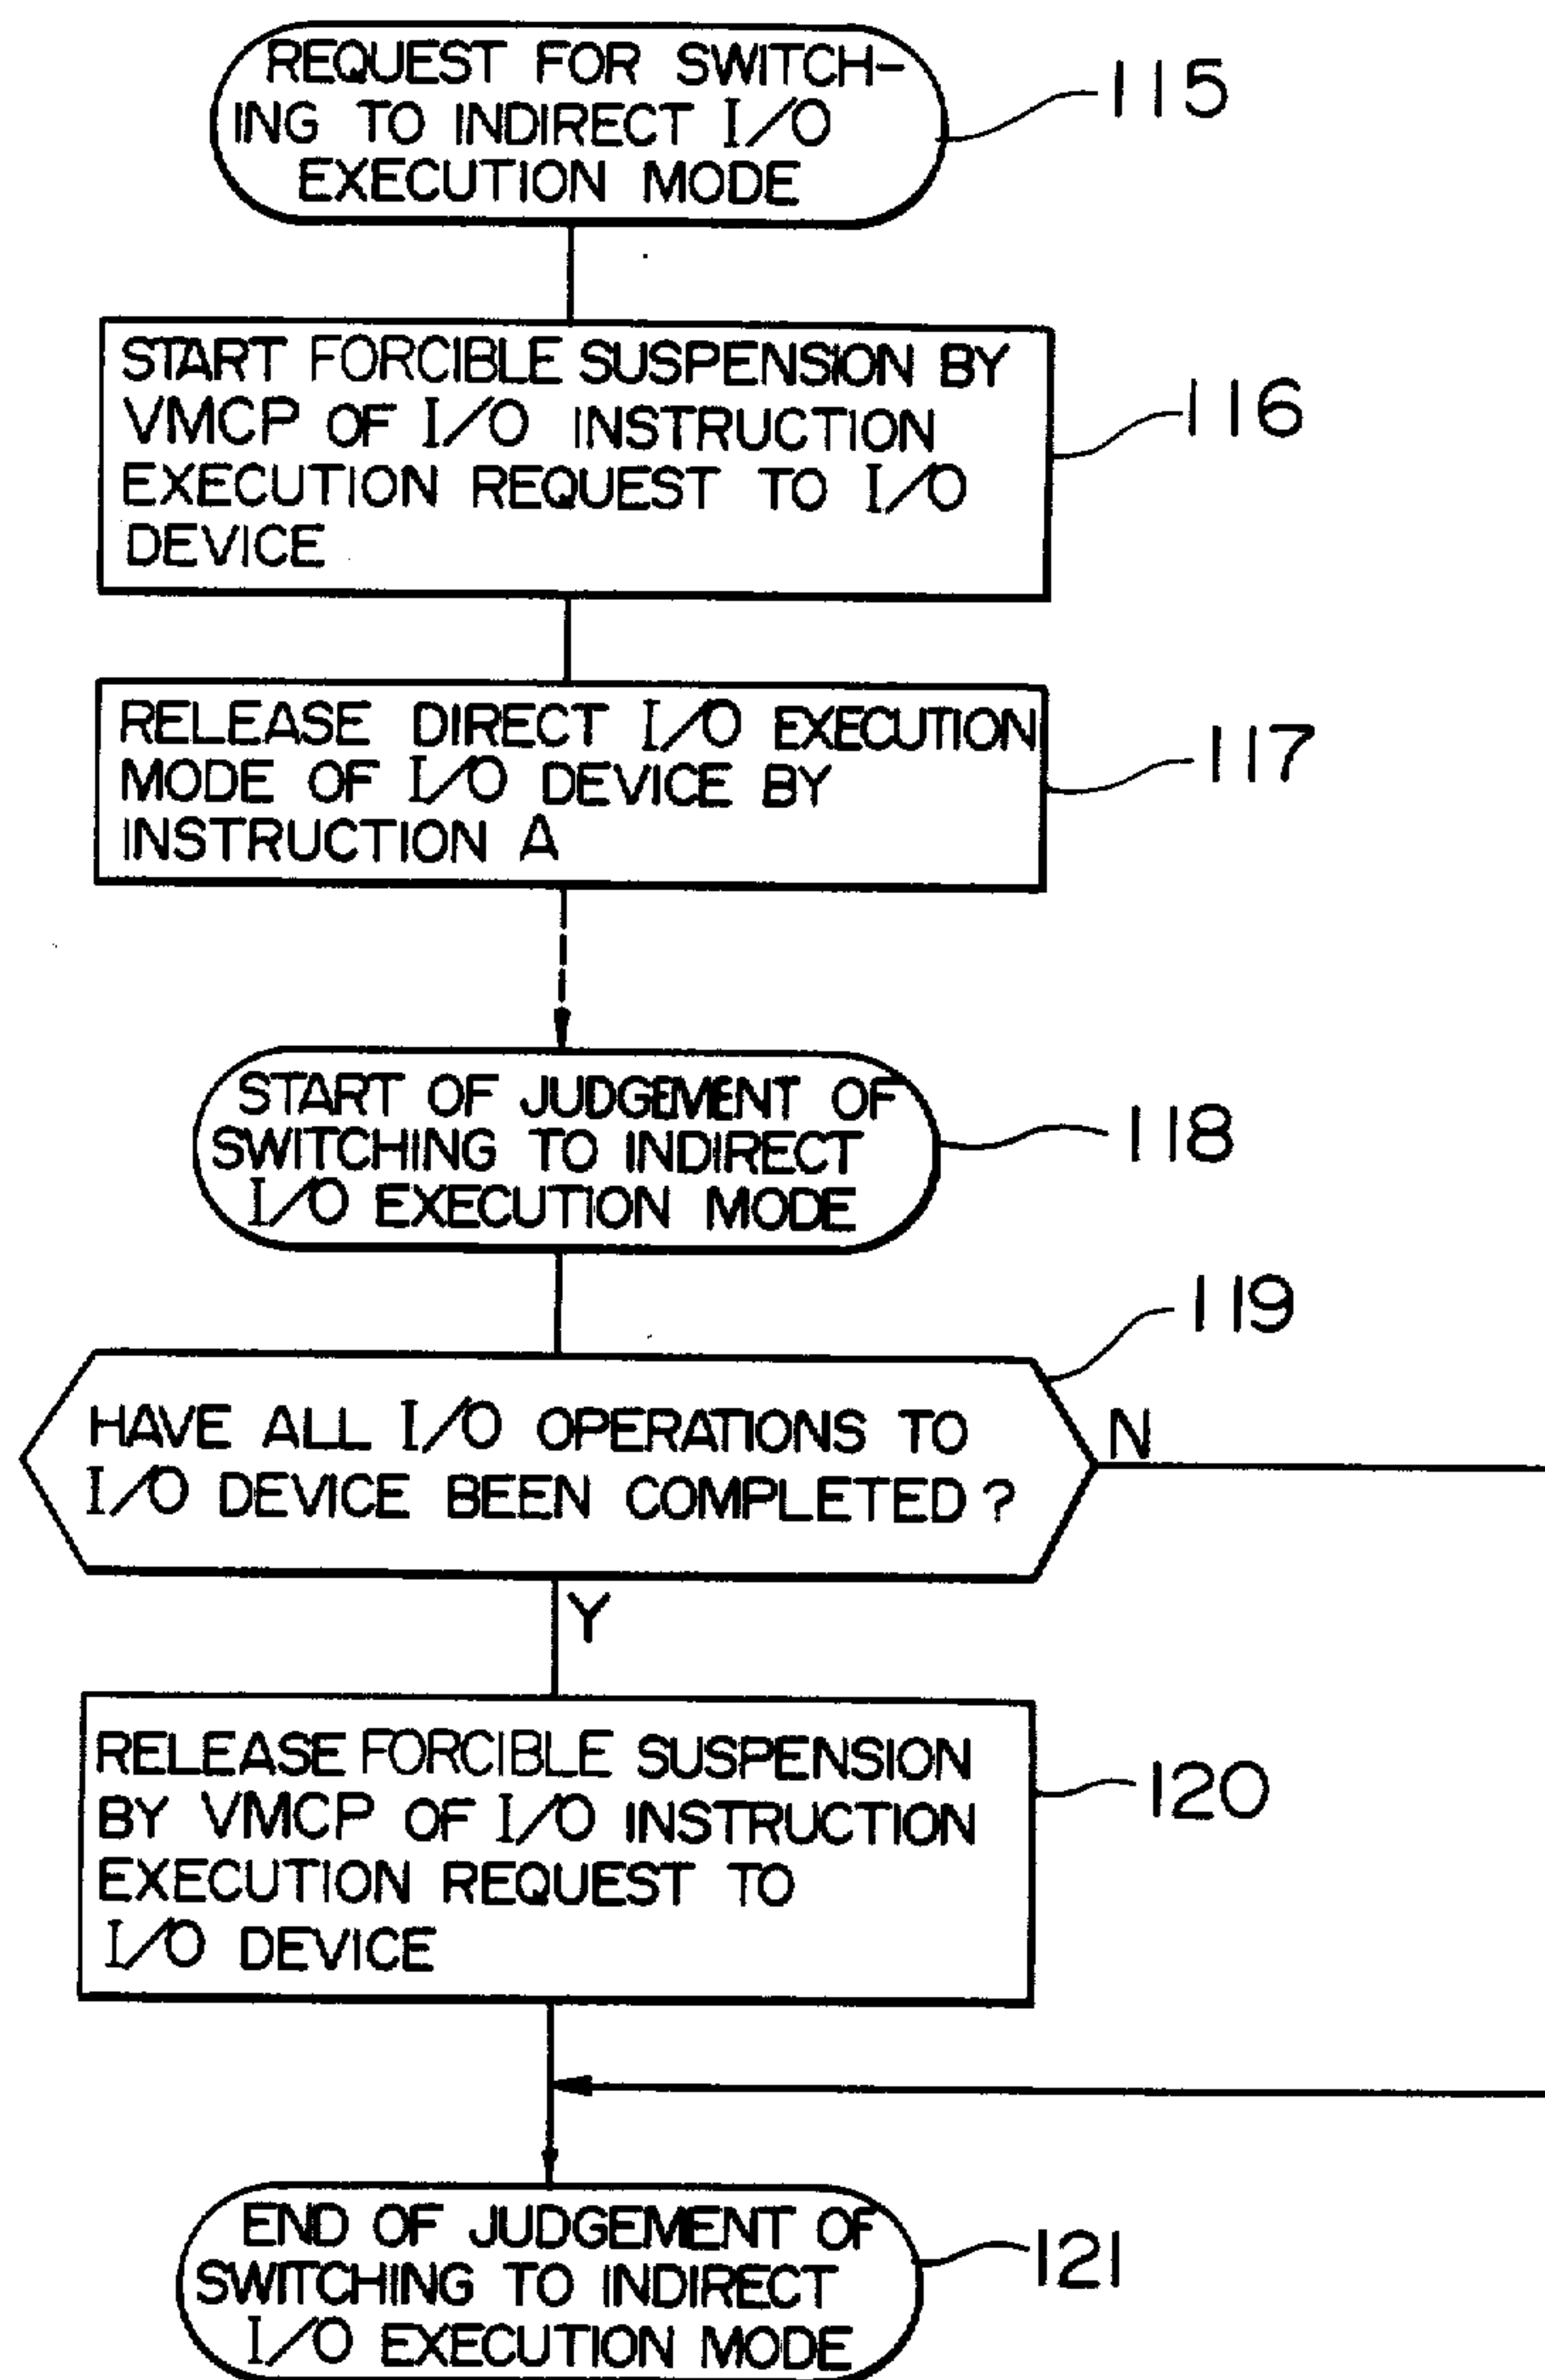 REQUEST FOR SWITCH-
ING TO INDIRECT I/O
EXECUTION MODE
115
START FORCIBLE SUSPENSION BY
VMCP OF I/O INSTRUCTION
EXECUTION REQUEST TO I/O
DEVICE
116
RELEASE DIRECT I/O EXECUTION
MODE OF I/O DEVICE BY
INSTRUCTION A
117
START OF JUDGEMENT OF
SWITCHING TO INDIRECT
I/O EXECUTION MODE
118
119
HAVE ALL I/O OPERATIONS TO
I/O DEVICE BEEN COMPLETED ?
N
Y
RELEASE FORCIBLE SUSPENSION
BY VMCP OF I/O INSTRUCTION
EXECUTION REQUEST TO
I/O DEVICE
120
END OF JUDGEMENT OF
SWITCHING TO INDIRECT
I/O EXECUTION MODE
121